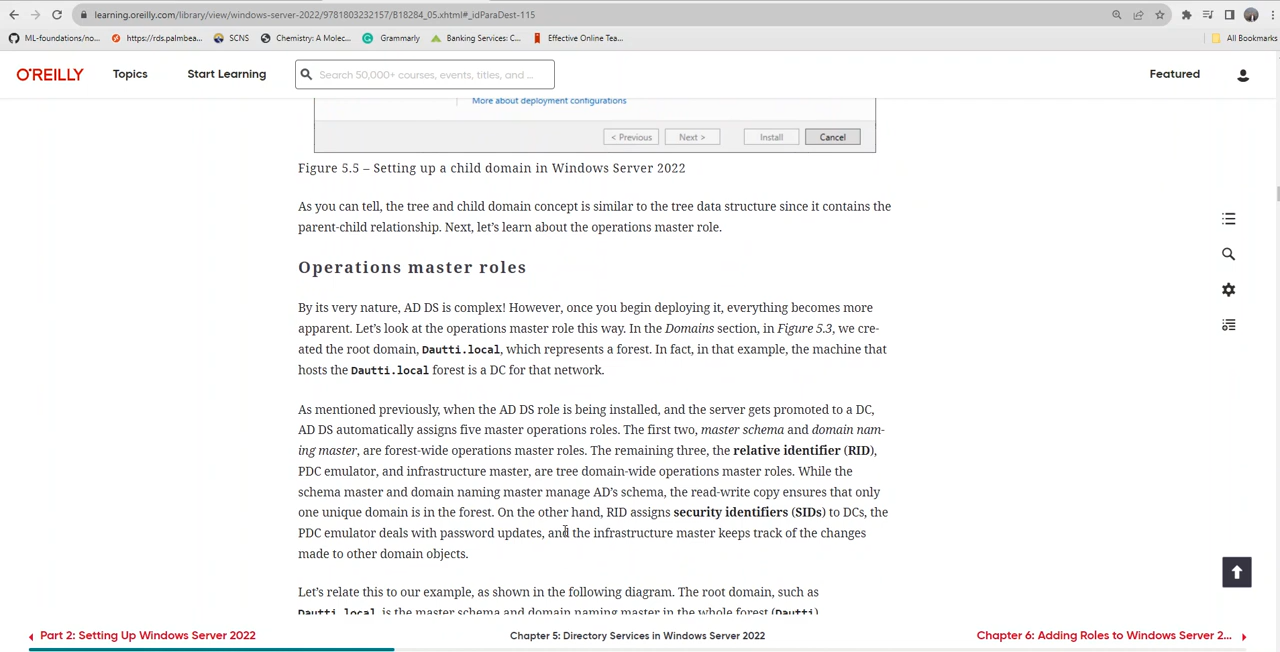 learning.oreilly.com/library/view/windows-server-2022/9781803232157/B18284_05.xhtml#_idParaDest-115
ML-foundations/no... https://rds.palmbea... SCNS Chemistry: A Molec... Grammarly Banking Services: C... Effective Online Tea... All Bookmarks
O'REILLY Topics Start Learning Search 50,000+ courses, events, titles, and ... Featured
More about deployment configurations
< Previous Next > Install Cancel
Figure 5.5 – Setting up a child domain in Windows Server 2022
As you can tell, the tree and child domain concept is similar to the tree data structure since it contains the
parent-child relationship. Next, let’s learn about the operations master role.
Operations master roles
By its very nature, AD DS is complex! However, once you begin deploying it, everything becomes more
apparent. Let’s look at the operations master role this way. In the Domains section, in Figure 5.3, we cre-
ated the root domain, Dautti.local, which represents a forest. In fact, in that example, the machine that
hosts the Dautti.local forest is a DC for that network.
As mentioned previously, when the AD DS role is being installed, and the server gets promoted to a DC,
AD DS automatically assigns five master operations roles. The first two, master schema and domain nam-
ing master, are forest-wide operations master roles. The remaining three, the relative identifier (RID),
PDC emulator, and infrastructure master, are tree domain-wide operations master roles. While the
schema master and domain naming master manage AD’s schema, the read-write copy ensures that only
one unique domain is in the forest. On the other hand, RID assigns security identifiers (SIDs) to DCs, the
PDC emulator deals with password updates, and the infrastructure master keeps track of the changes
made to other domain objects.
Let’s relate this to our example, as shown in the following diagram. The root domain, such as
Dautti.local, is the master schema and domain naming master in the whole forest (Dautti).
Part 2: Setting Up Windows Server 2022 Chapter 5: Directory Services in Windows Server 2022 Chapter 6: Adding Roles to Windows Server 2...